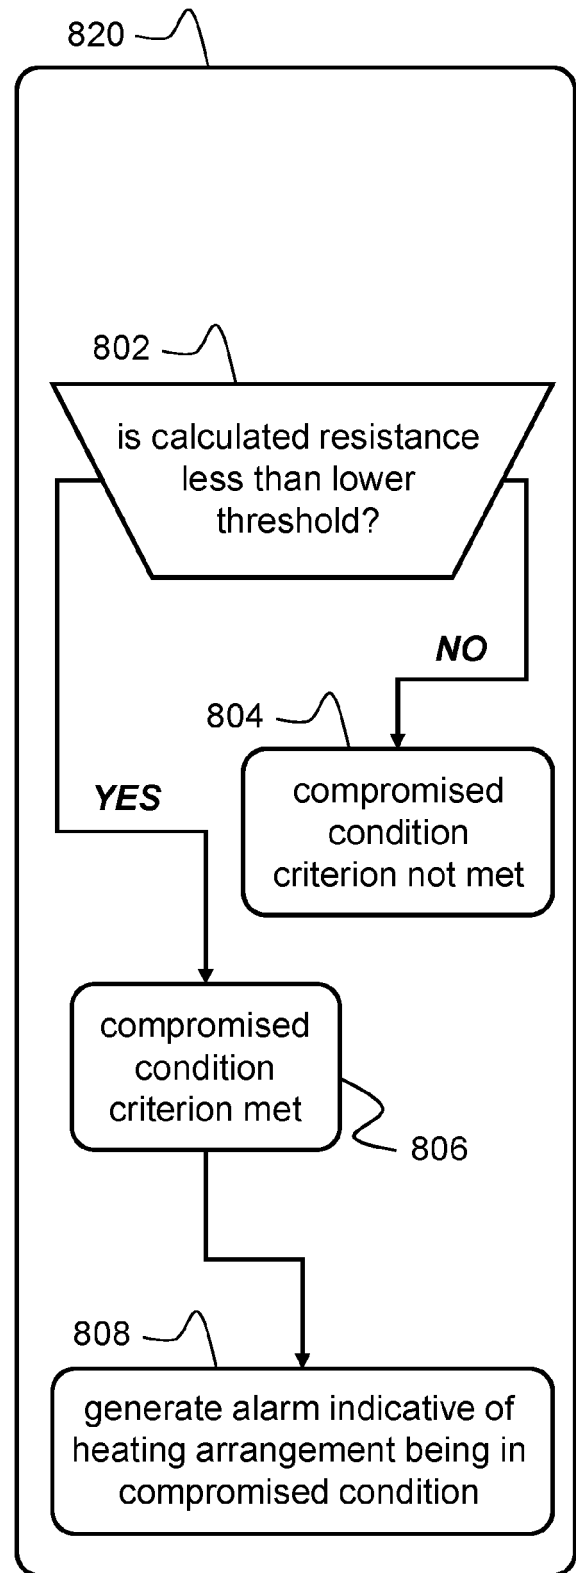 820
802
is calculated resistance
less than lower
threshold?
NO
804
YES
compromised
condition
criterion not met
compromised
condition
criterion met
806
808
generate alarm indicative of
heating arrangement being in
compromised condition